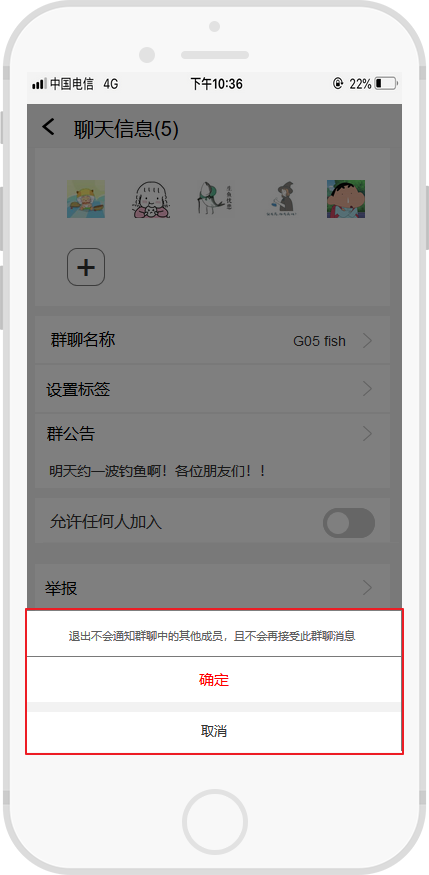 中国电信 4G 下午10:36 22%
聊天信息(5)
群聊名称 G05 fish
设置标签
群公告
明天约一波钓鱼啊！各位朋友们！！
允许任何人加入
举报
退出不会通知群聊中的其他成员，且不会再接受此群聊消息
确定
取消